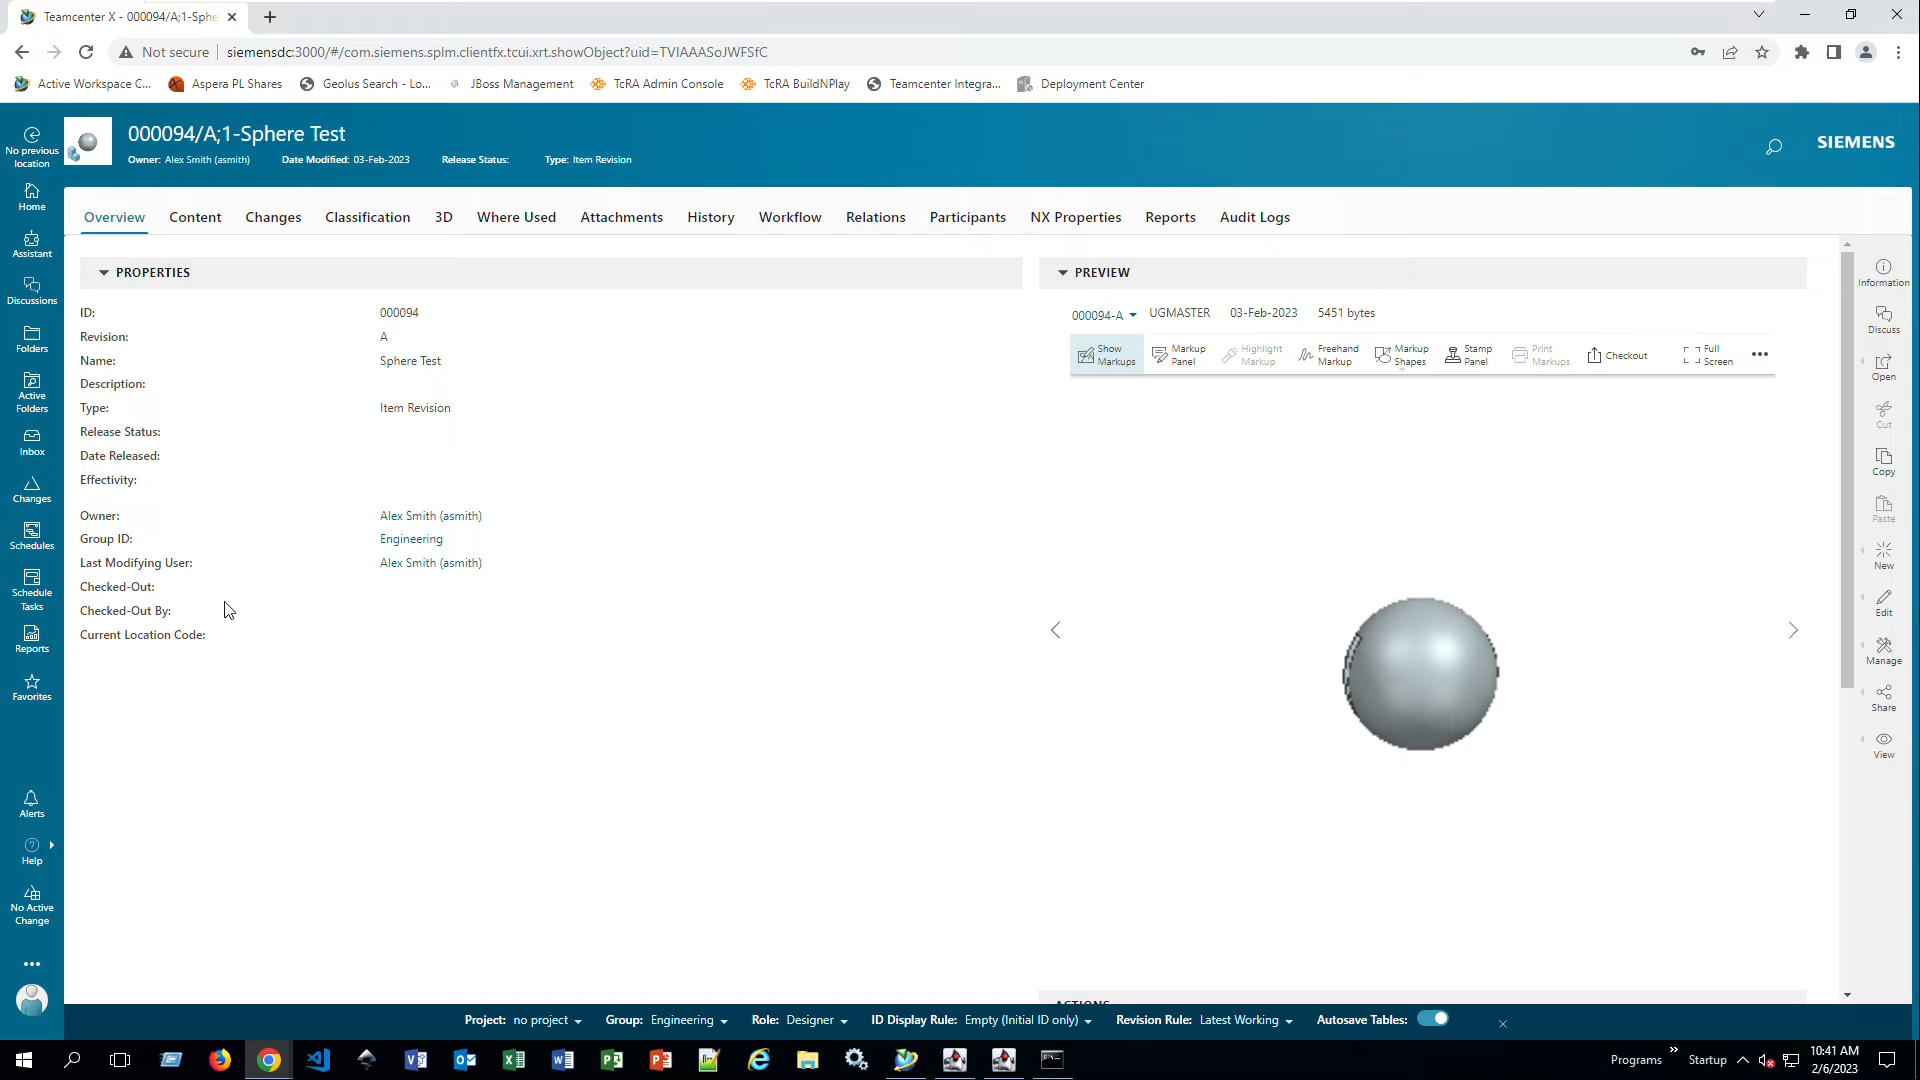 Teamcenter X - 000094/A;1-Sphe
Not secure
siemensdc:3000/#/com.siemens.splm.clientfx.tcui.xrt.showObject?uid=TVIAAASoJWFSfC
Active Workspace C...
Aspera PL Shares
Geolus Search - Lo...
JBoss Management
TcRA Admin Console
TcRA BuildNPlay
Teamcenter Integra...
Deployment Center
No previous
location
000094/A;1-Sphere Test
Owner: Alex Smith (asmith)
Date Modified: 03-Feb-2023
Release Status:
Type: Item Revision
SIEMENS
Home
Assistant
Discussions
Folders
Active
Folders
Inbox
Changes
Schedules
Schedule
Tasks
Reports
Favorites
Alerts
Help
No Active
Change
Overview
Content
Changes
Classification
3D
Where Used
Attachments
History
Workflow
Relations
Participants
NX Properties
Reports
Audit Logs
PROPERTIES
ID: 000094
Revision: A
Name: Sphere Test
Description:
Type: Item Revision
Release Status:
Date Released:
Effectivity:
Owner: Alex Smith (asmith)
Group ID: Engineering
Last Modifying User: Alex Smith (asmith)
Checked-Out:
Checked-Out By:
Current Location Code:
PREVIEW
000094-A
UGMASTER
03-Feb-2023
5451 bytes
Show
Markups
Markup
Panel
Highlight
Markup
Freehand
Markup
Markup
Shapes
Stamp
Panel
Print
Markups
Checkout
Full
Screen
ACTIONS
Information
Discuss
Open
Cut
Copy
Paste
New
Edit
Manage
Share
View
Project: no project
Group: Engineering
Role: Designer
ID Display Rule: Empty (Initial ID only)
Revision Rule: Latest Working
Autosave Tables:
Programs
Startup
10:41 AM
2/6/2023